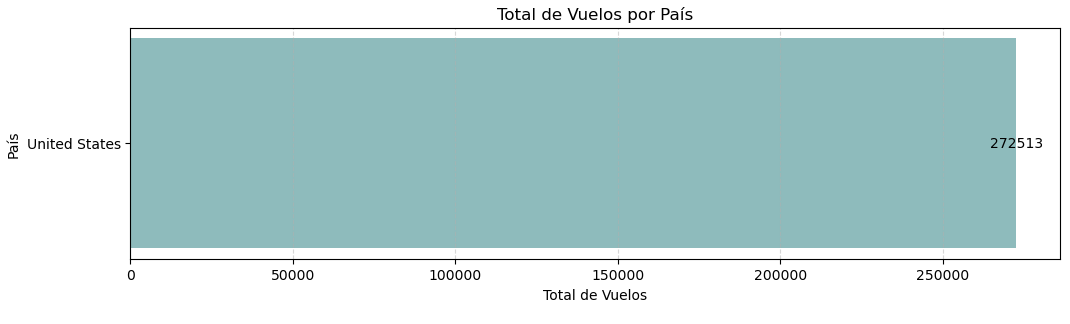 Total de Vuelos por País
País
United States
272513
0 50000 100000 150000 200000 250000
Total de Vuelos